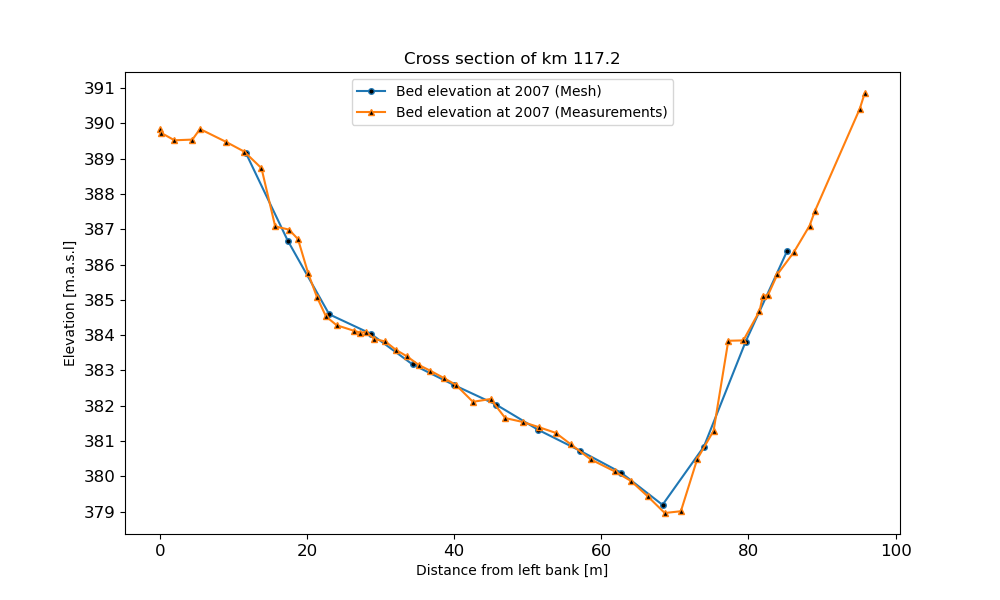 Cross section of km 117.2
Bed elevation at 2007 (Mesh)
Bed elevation at 2007 (Measurements)
391
390
389
388
387
386
385
384
383
382
381
380
379
Elevation [m.a.s.l]
0 20 40 60 80 100
Distance from left bank [m]